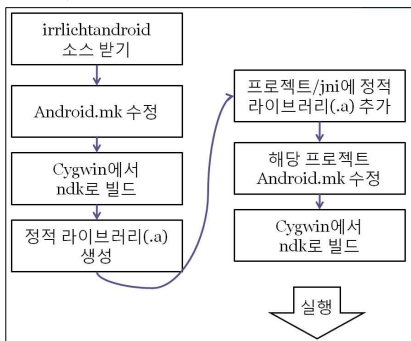 irrlichtandroid
소스 받기
Android.mk 수정
Cygwin에서
ndk로 빌드
정적 라이브러리(.a)
생성
프로젝트/jni에 정적
라이브러리(.a) 추가
해당 프로젝트
Android.mk 수정
Cygwin에서
ndk로 빌드
실행